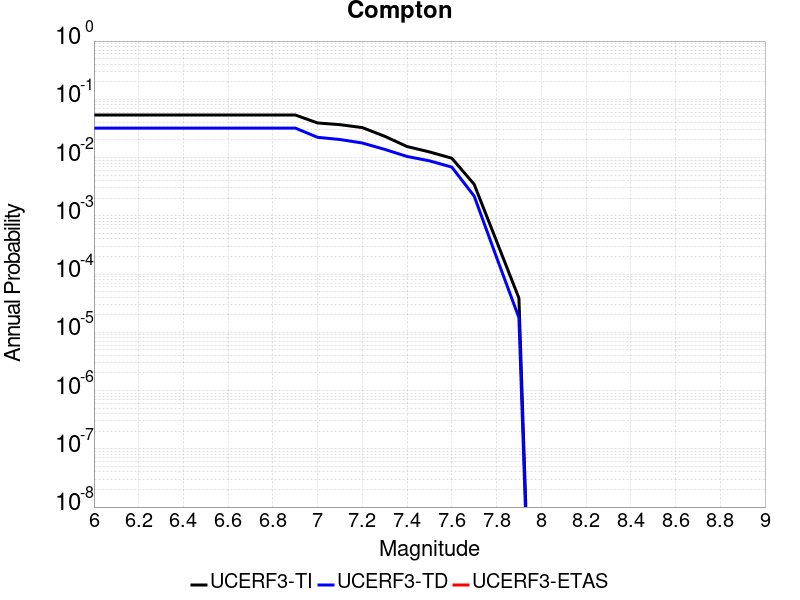 Compton
10^0
10^-1
10^-2
10^-3
10^-4
10^-5
10^-6
10^-7
10^-8
Annual Probability
6 6.2 6.4 6.6 6.8 7 7.2 7.4 7.6 7.8 8 8.2 8.4 8.6 8.8 9
Magnitude
UCERF3-TI UCERF3-TD UCERF3-ETAS